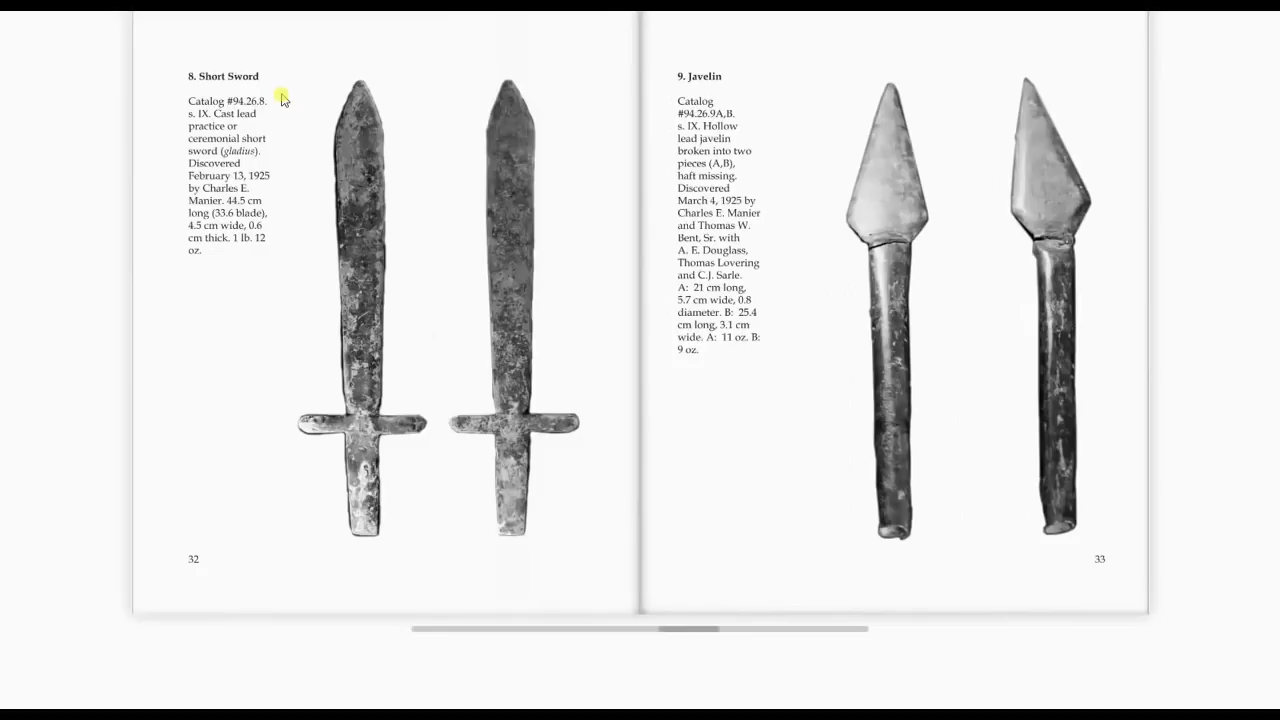 8. Short Sword
Catalog #94.26.8.
s. IX. Cast lead
practice or
ceremonial short
sword (gladius).
Discovered
February 13, 1925
by Charles E.
Manier. 44.5 cm
long (33.6 blade),
4.5 cm wide, 0.6
cm thick. 1 lb. 12
oz.
32
9. Javelin
Catalog
#94.26.9A,B.
s. IX. Hollow
lead javelin
broken into two
pieces (A,B),
haft missing.
Discovered
March 4, 1925 by
Charles E. Manier
and Thomas W.
Bent, Sr. with
A. E. Douglass,
Thomas Lovering
and C.J. Sarle.
A: 21 cm long,
5.7 cm wide, 0.8
diameter. B: 25.4
cm long, 3.1 cm
wide. A: 11 oz. B:
9 oz.
33